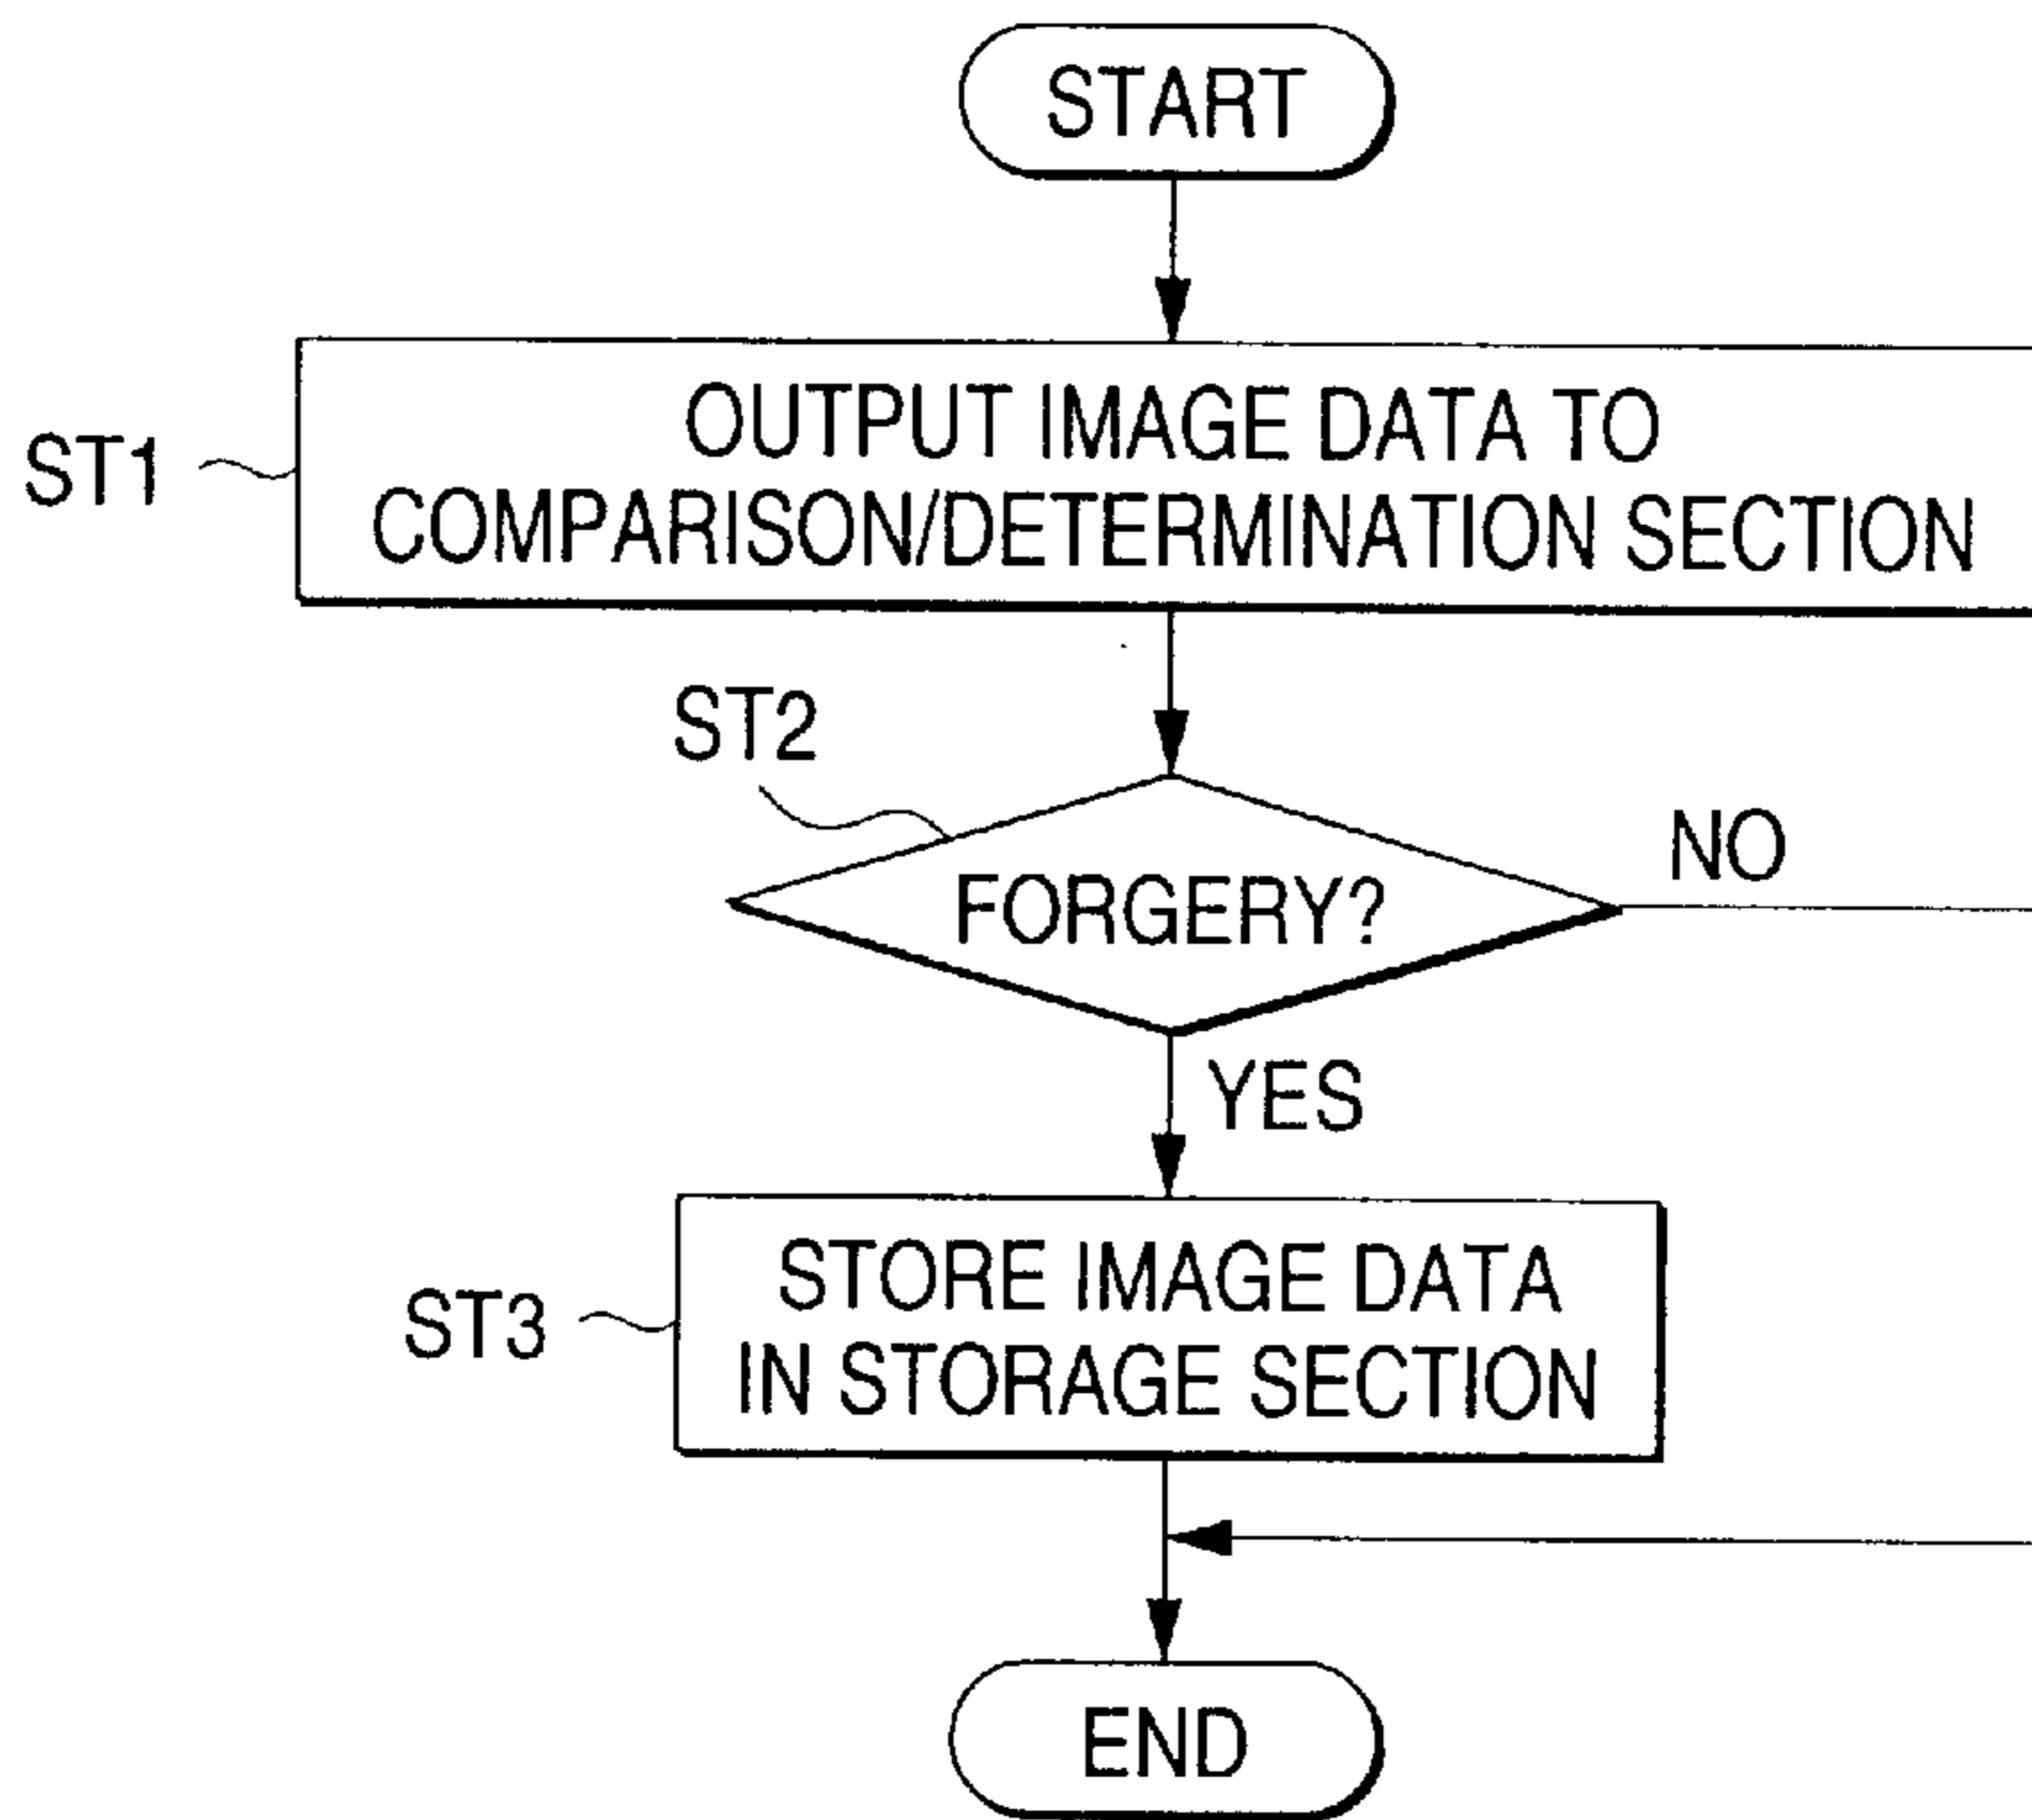 START
ST1
OUTPUT IMAGE DATA TO
COMPARISON/DETERMINATION SECTION
ST2
FORGERY?
NO
YES
ST3
STORE IMAGE DATA
IN STORAGE SECTION
END